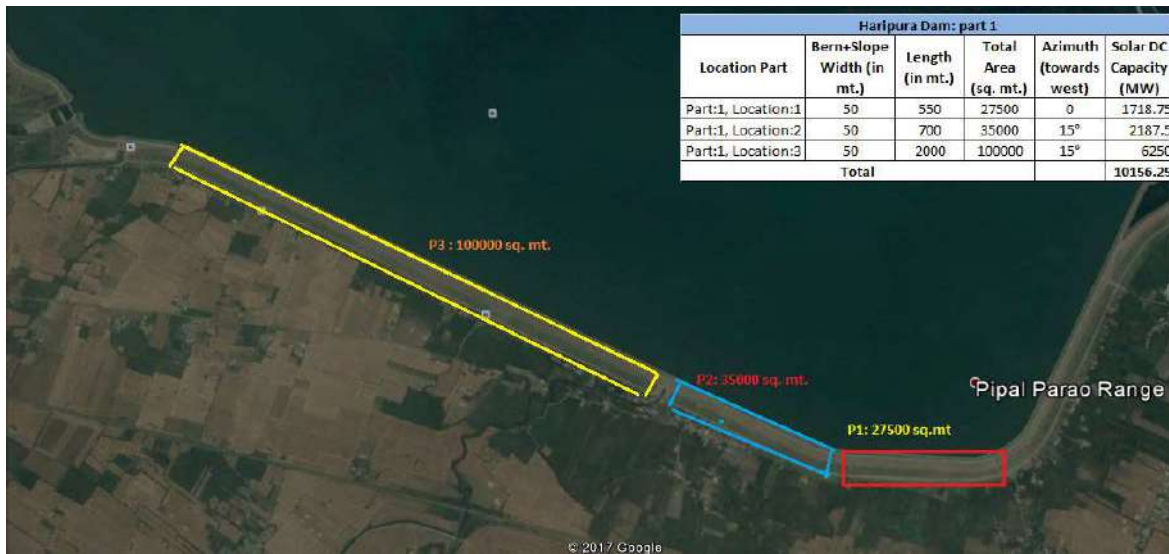 Haripura Dam: part 1
Location Part Bern+Slope Width (in mt.) Length (in mt.) Total Area (sq. mt.) Azimuth (towards west) Solar DC Capacity (MW)
Part:1, Location:1 50 550 27500 0 1718.75
Part:1, Location:2 50 700 35000 15° 2187.5
Part:1, Location:3 50 2000 100000 15° 6250
Total 10156.25
P3 : 100000 sq. mt.
P2: 35000 sq. mt.
Pipal Parao Range
P1: 27500 sq.mt
© 2017 Google